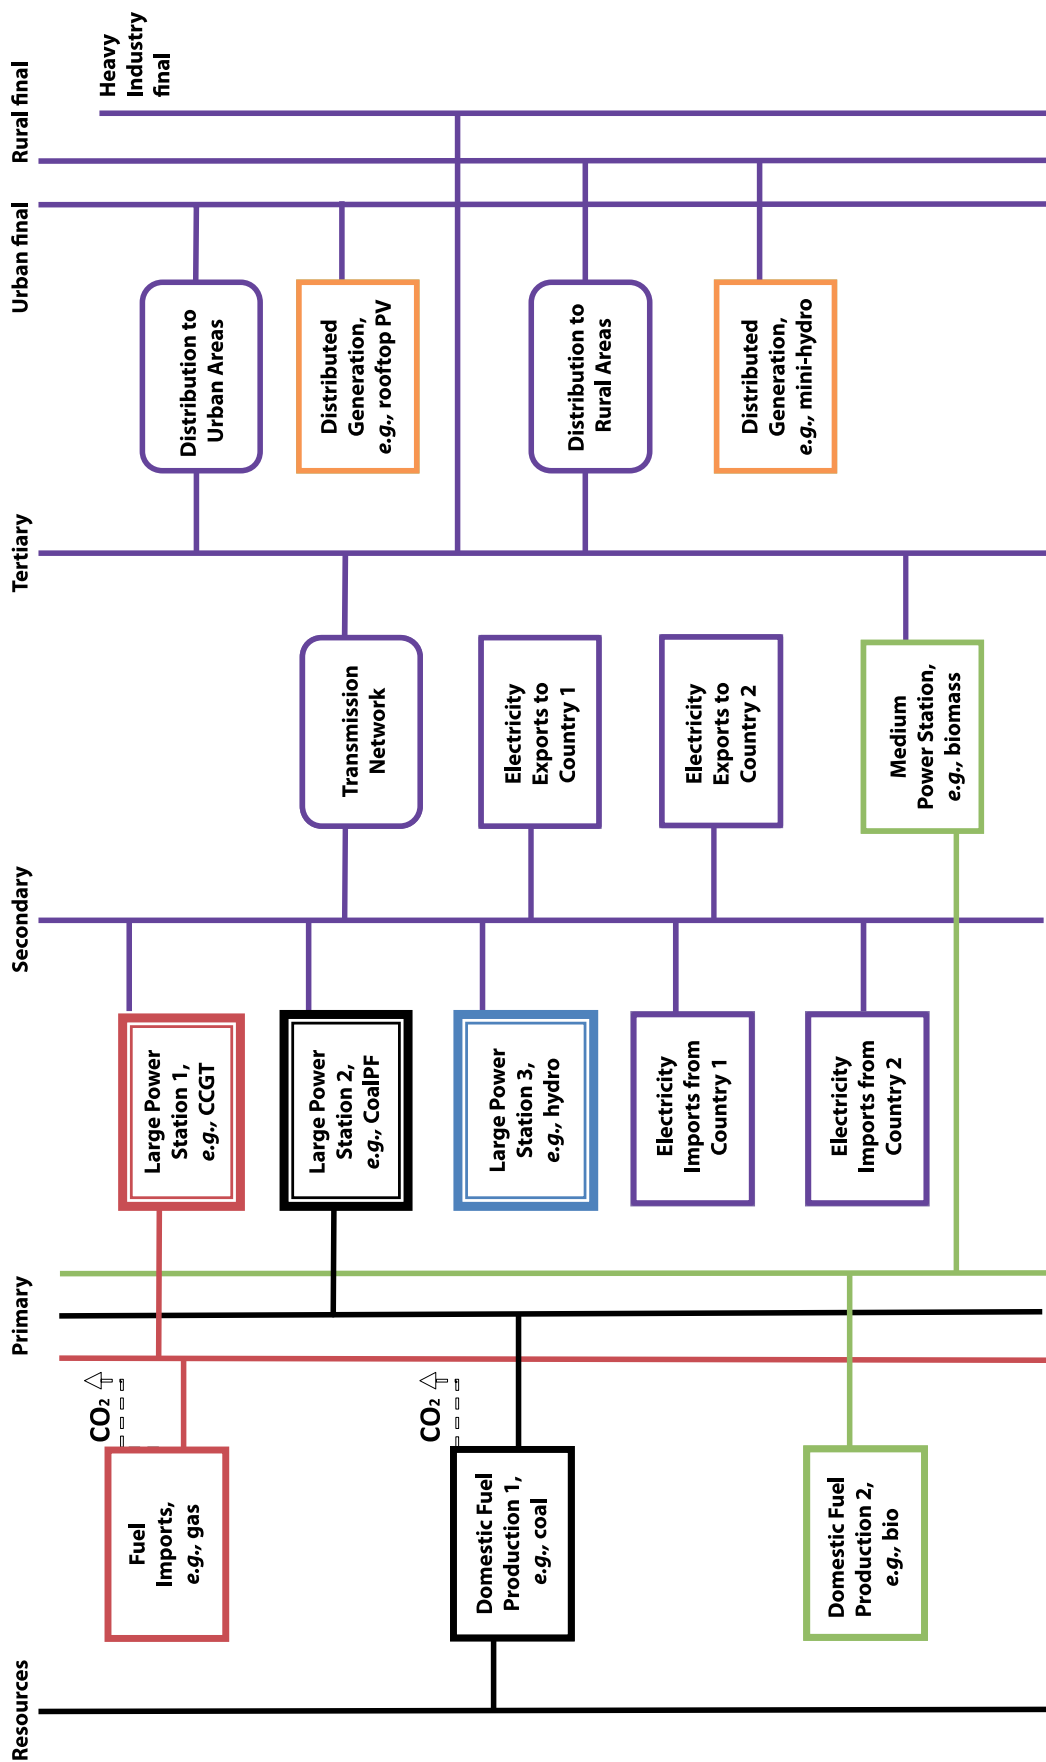 Resources
Primary
Secondary
Tertiary
Urban final
Rural final
Heavy
Industry
final
Fuel
Imports,
e.g., gas
CO₂
Domestic Fuel
Production 1,
e.g., coal
CO₂
Domestic Fuel
Production 2,
e.g., bio
Large Power
Station 1,
e.g., CCGT
Large Power
Station 2,
e.g., CoalPF
Large Power
Station 3,
e.g., hydro
Electricity
Imports from
Country 1
Electricity
Imports from
Country 2
Transmission
Network
Electricity
Exports to
Country 1
Electricity
Exports to
Country 2
Medium
Power Station,
e.g., biomass
Distribution to
Urban Areas
Distributed
Generation,
e.g., rooftop PV
Distribution to
Rural Areas
Distributed
Generation,
e.g., mini-hydro